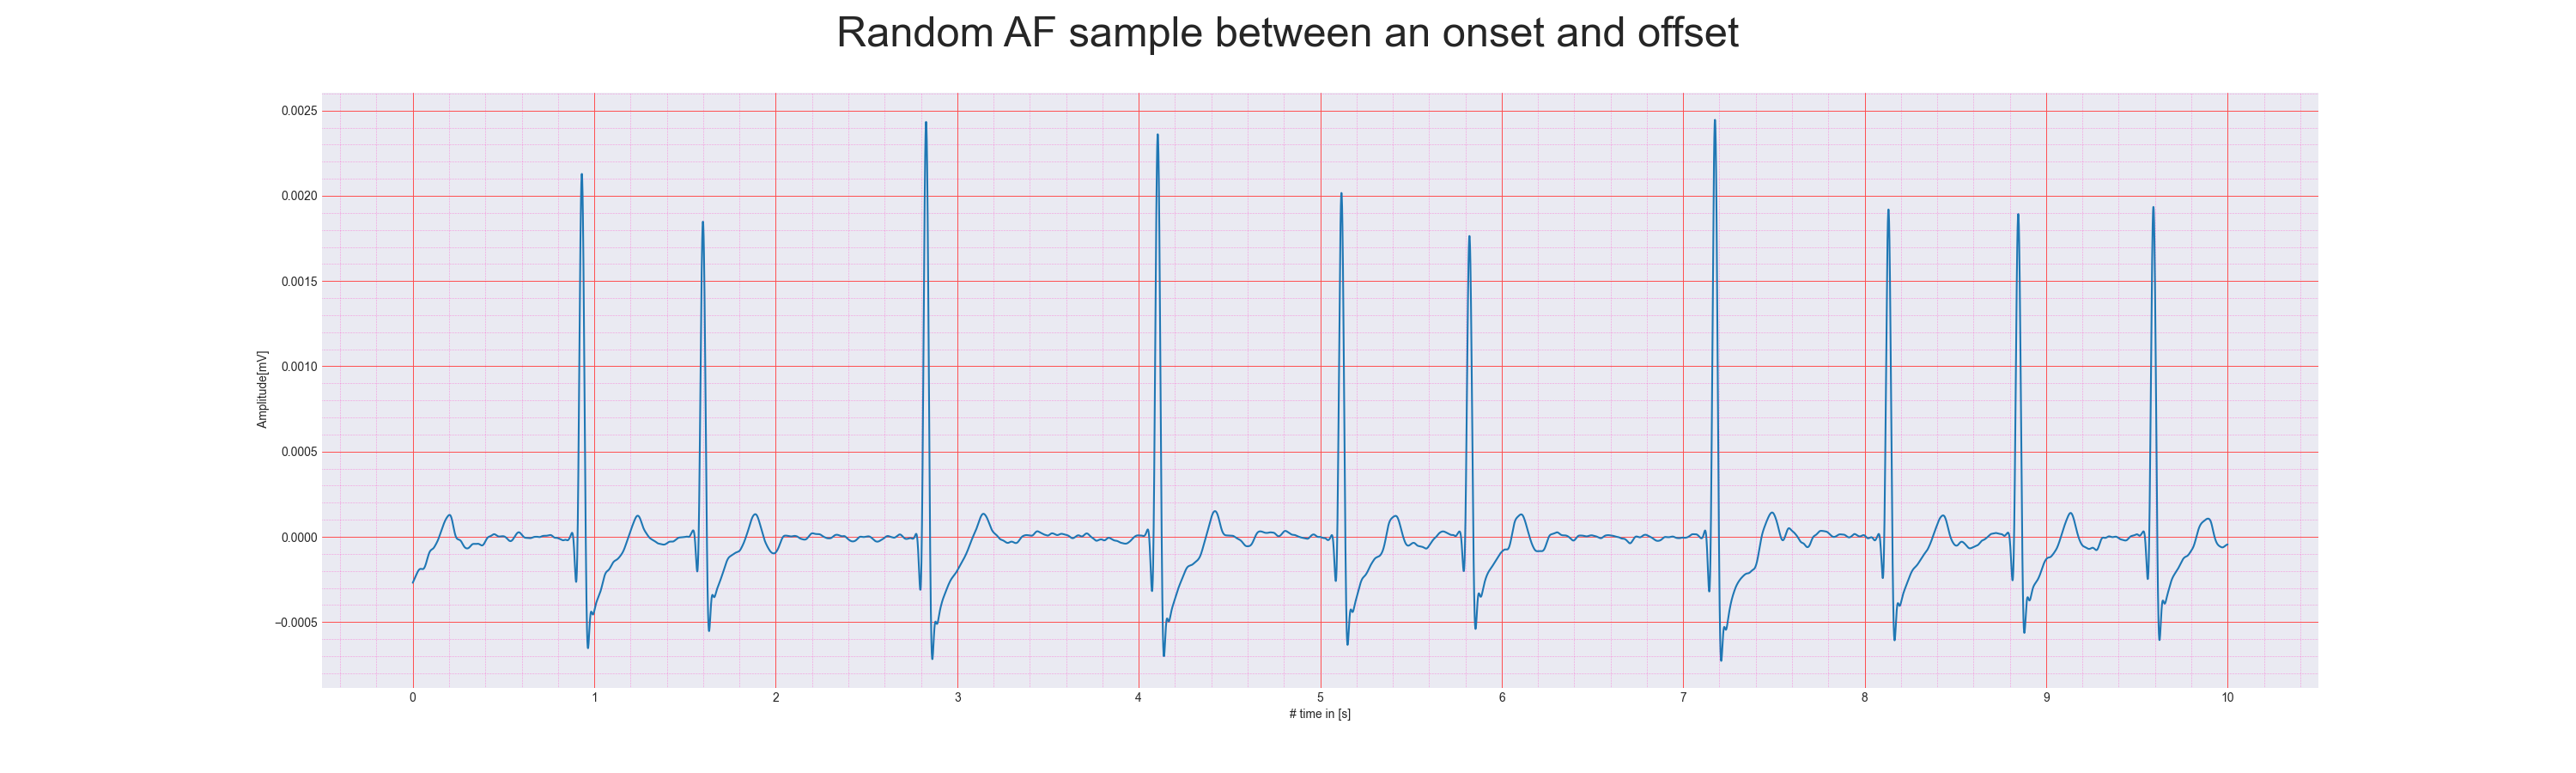 Random AF sample between an onset and offset
0.0025
0.0020
0.0015
0.0010
0.0005
0.0000
−0.0005
Amplitude[mV]
0 1 2 3 4 5 6 7 8 9 10
# time in [s]